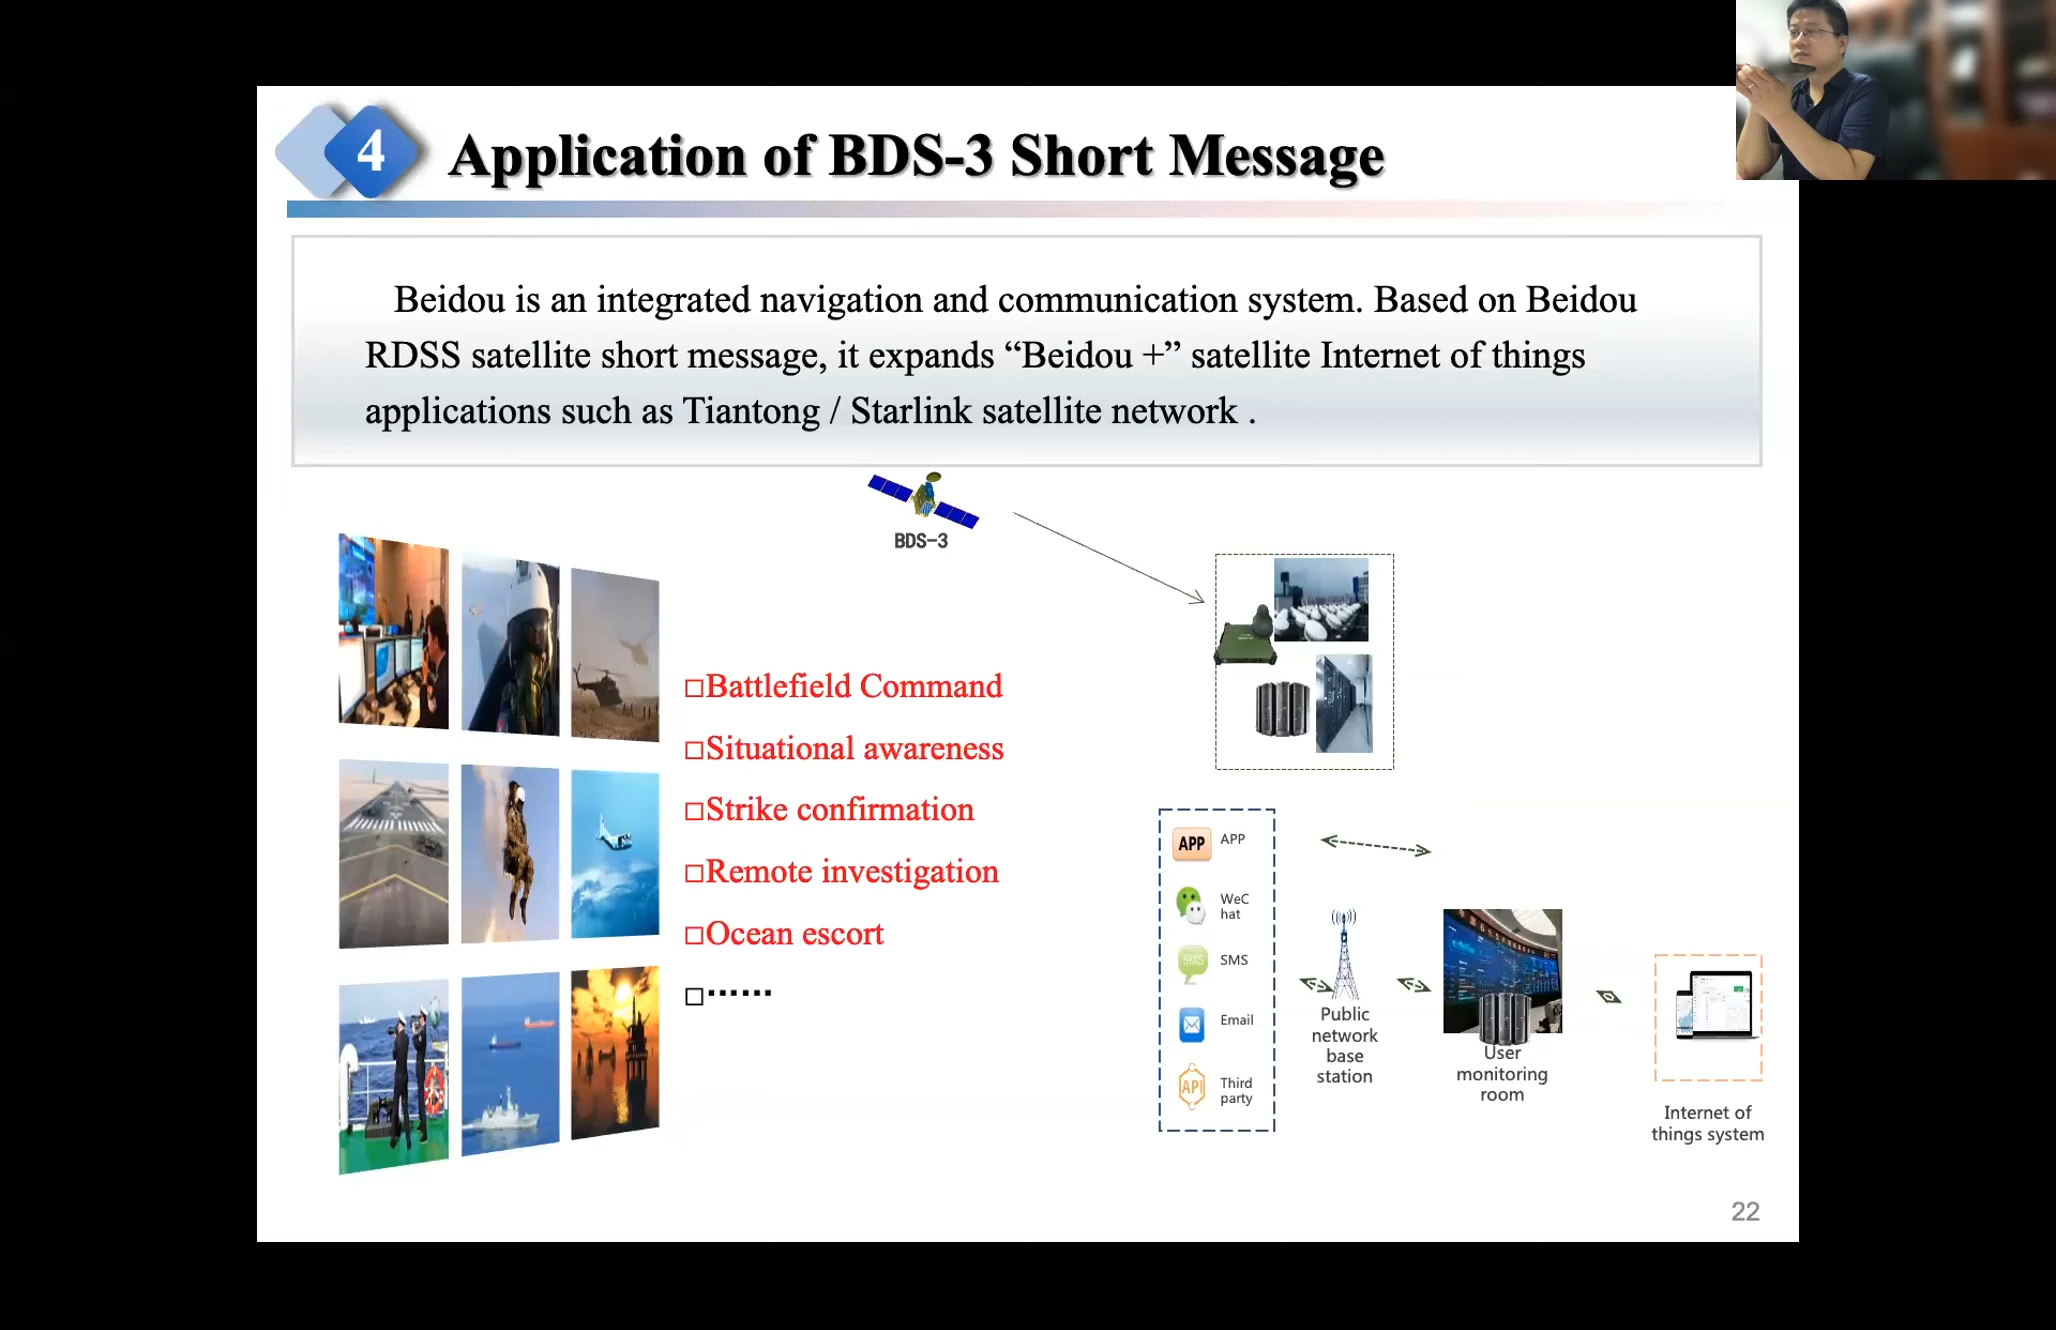 4
Application of BDS-3 Short Message
Beidou is an integrated navigation and communication system. Based on Beidou
RDSS satellite short message, it expands “Beidou +” satellite Internet of things
applications such as Tiantong / Starlink satellite network .
BDS-3
□Battlefield Command
□Situational awareness
□Strike confirmation
□Remote investigation
□Ocean escort
□······
APP APP
WeC
hat
SMS SMS
Email
API Third
party
Public
network
base
station
User
monitoring
room
Internet of
things system
22